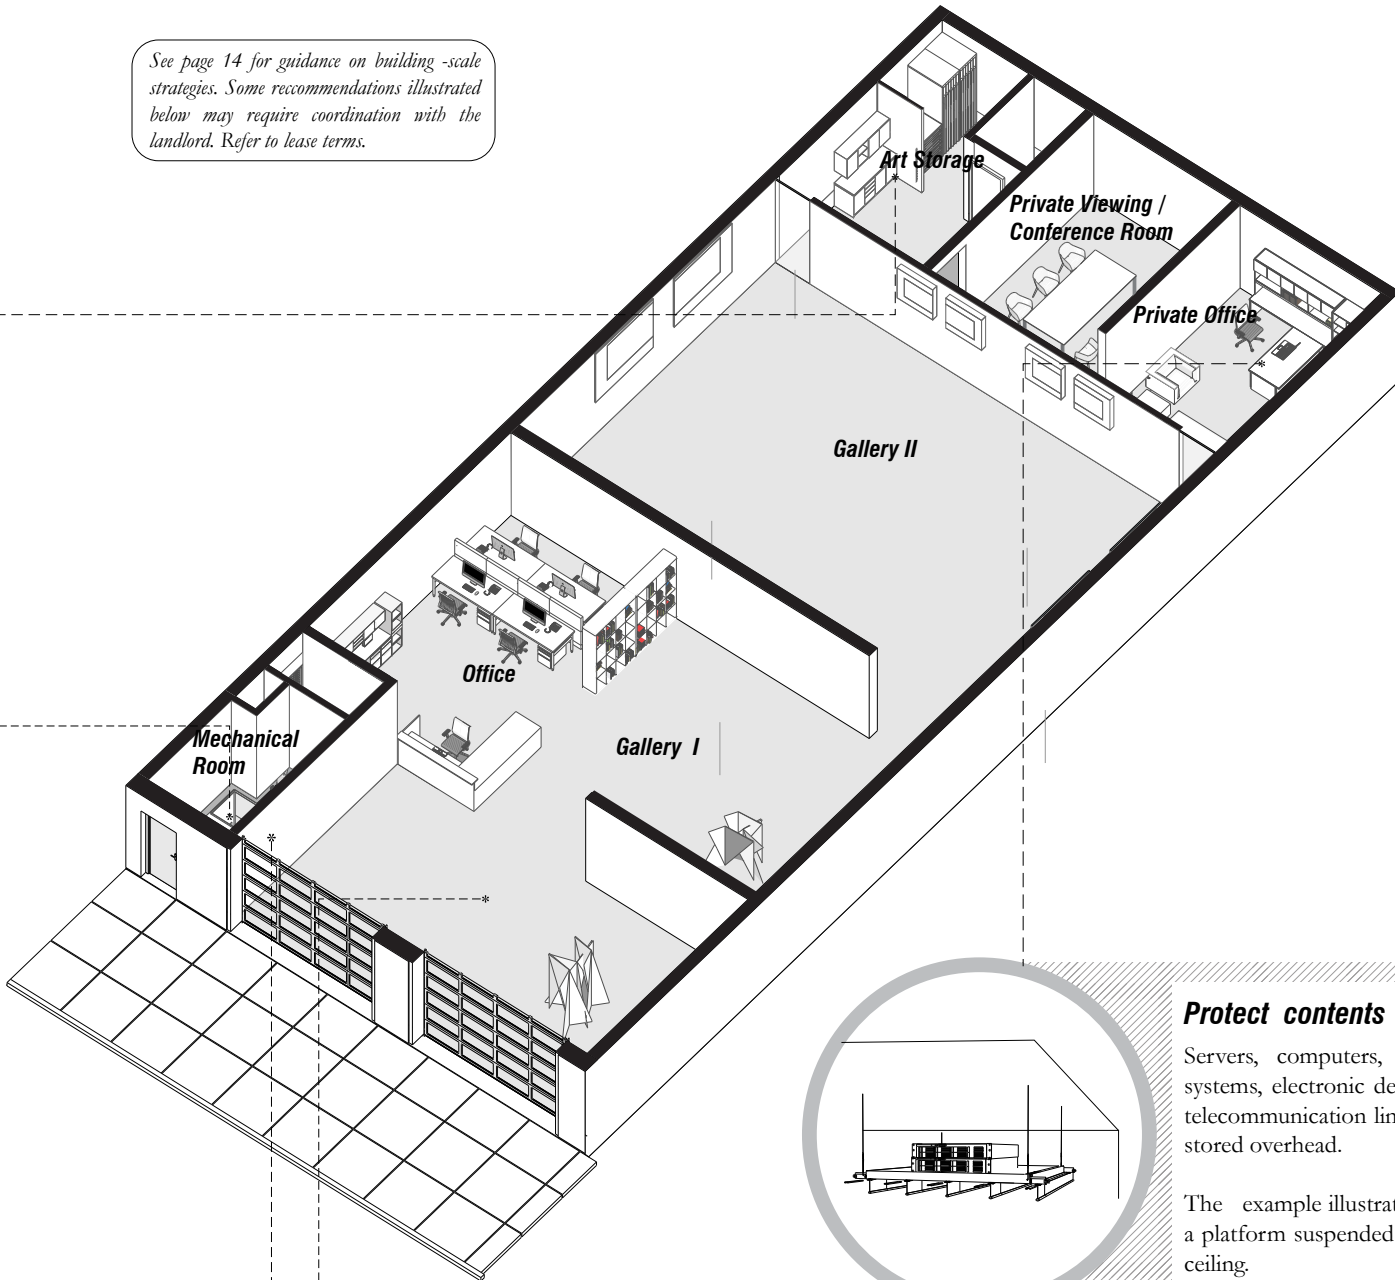 See page 14 for guidance on building -scale
strategies. Some reccommendations illustrated
below may require coordination with the
landlord. Refer to lease terms.
Art Storage
Private Viewing /
Conference Room
Private Office
Gallery II
Office
Mechanical
Room
Gallery I
Protect contents
Servers, computers,
systems, electronic de
telecommunication lin
stored overhead.
The example illustrat
a platform suspended
ceiling.